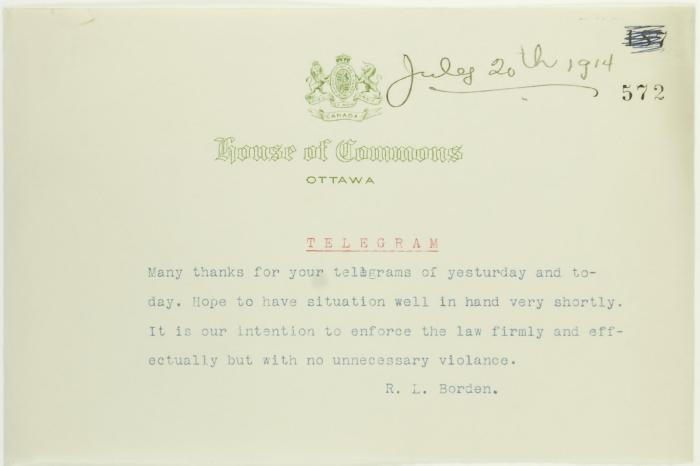 July 20th 1914
572
CANADA
House of Commons
OTTAWA
TELEGRAM
Many thanks for your telegrams of yesturday and to-
day. Hope to have situation well in hand very shortly.
It is our intention to enforce the law firmly and eff-
ectually but with no unnecessary violance.
R. L. Borden.